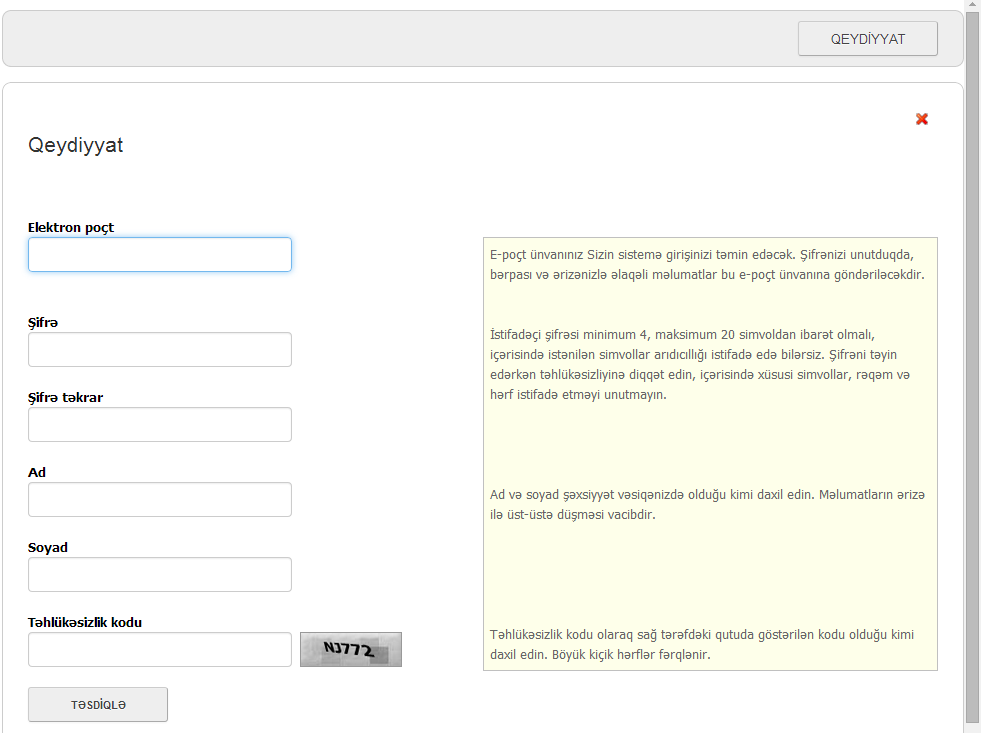 QEYDİYYAT
Qeydiyyat
Elektron poçt
E-poçt ünvanınız Sizin sistemə girişinizi təmin edəcək. Şifrənizi unutduqda,
bərpası və ərizənizlə əlaqəli məlumatlar bu e-poçt ünvanına göndəriləcəkdir.
Şifrə
İstifadəçi şifrəsi minimum 4, maksimum 20 simvoldan ibarət olmalı,
içərisində istənilən simvollar arıdıcıllığı istifadə edə bilərsiz. Şifrəni təyin
edərkən təhlükəsizliyinə diqqət edin, içərisində xüsusi simvollar, rəqəm və
hərf istifadə etməyi unutmayın.
Şifrə təkrar
Ad
Ad və soyad şəxsiyyət vəsiqənizdə olduğu kimi daxil edin. Məlumatların ərizə
ilə üst-üstə düşməsi vacibdir.
Soyad
Təhlükəsizlik kodu
NJ772
Təhlükəsizlik kodu olaraq sağ tərəfdəki qutuda göstərilən kodu olduğu kimi
daxil edin. Böyük kiçik hərflər fərqlənir.
TƏSDİQLƏ